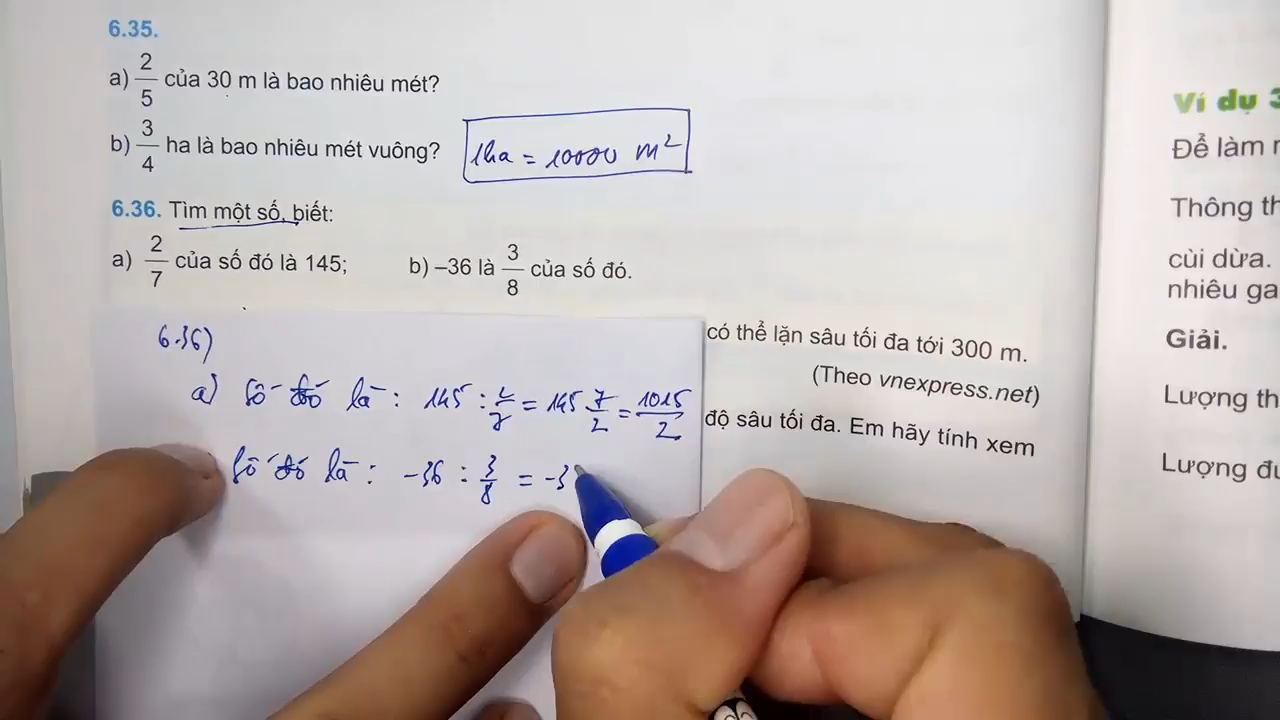 6.35.
a) 2/5 của 30 m là bao nhiêu mét?
b) 3/4 ha là bao nhiêu mét vuông?
1ha = 10000 m²
6.36. Tìm một số, biết:
a) 2/7 của số đó là 145;
b) –36 là 3/8 của số đó.
6.36)
a) Số đó là : 145 : 2/7 = 145 7/2 = 1015/2
Số đó là : -36 : 3/8 = -3
có thể lặn sâu tối đa tới 300 m.
(Theo vnexpress.net)
độ sâu tối đa. Em hãy tính xem
Ví dụ 3
Để làm
Thông th
cùi dừa.
nhiêu ga
Giải.
Lượng th
Lượng đư